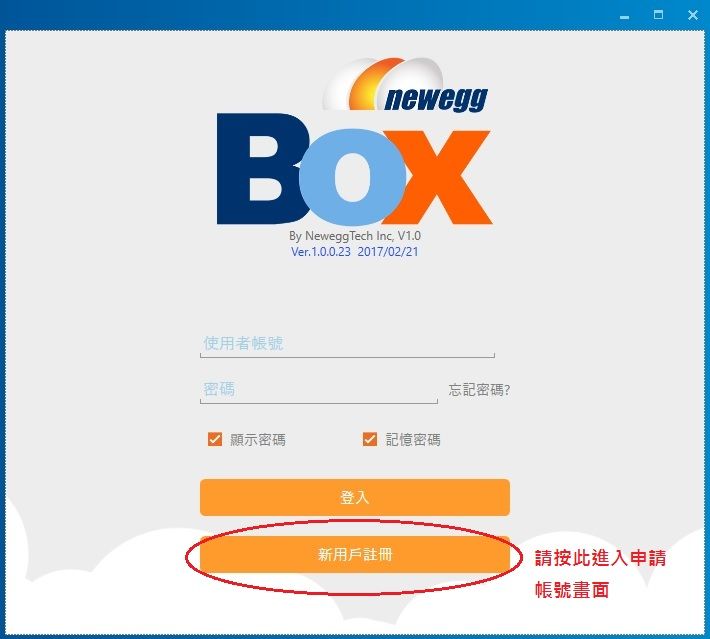 newegg
Box
By NeweggTech Inc, V1.0
Ver.1.0.0.23 2017/02/21
使用者帳號
密碼
忘記密碼?
顯示密碼
記憶密碼
登入
新用戶註冊
請按此進入申請
帳號畫面